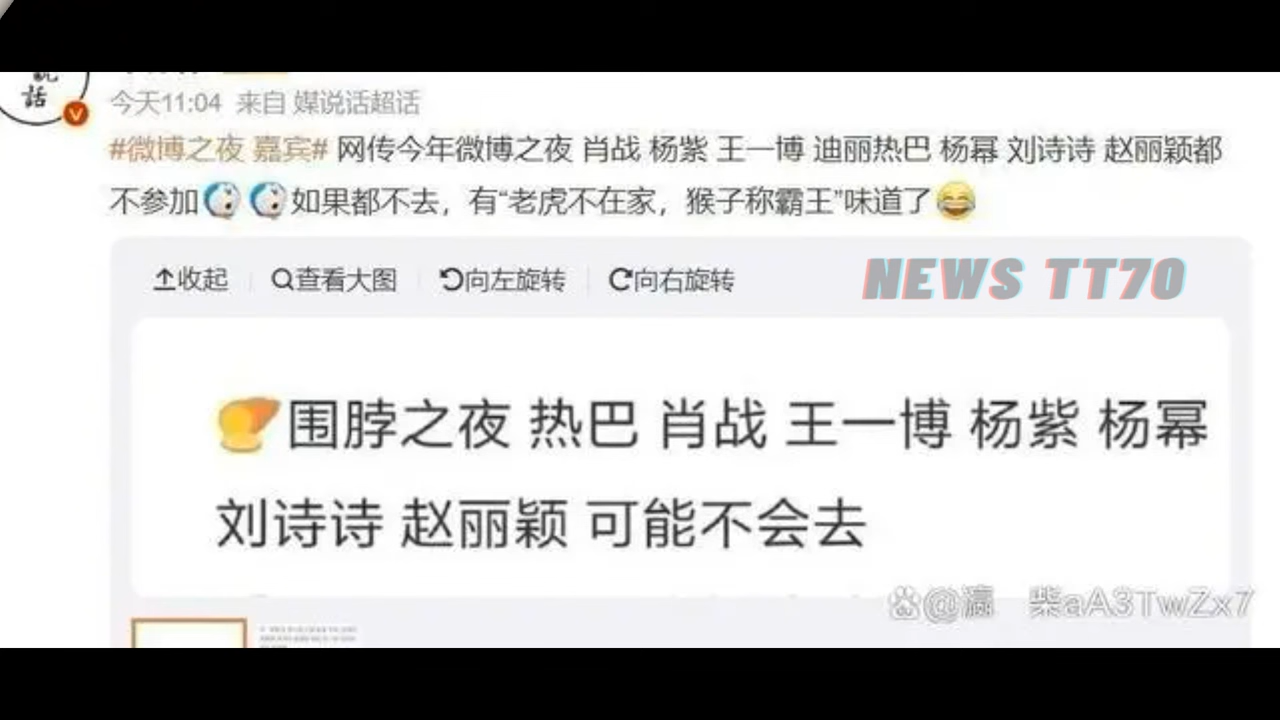 話
今天11:04 来自 媒说话超话
#微博之夜 嘉宾# 网传今年微博之夜 肖战 杨紫 王一博 迪丽热巴 杨幂 刘诗诗 赵丽颖都
不参加如果都不去，有“老虎不在家，猴子称霸王”味道了
收起 查看大图 向左旋转 向右旋转
NEWS TT70
围脖之夜 热巴 肖战 王一博 杨紫 杨幂
刘诗诗 赵丽颖 可能不会去
@瀛 柴aA3TwZx7